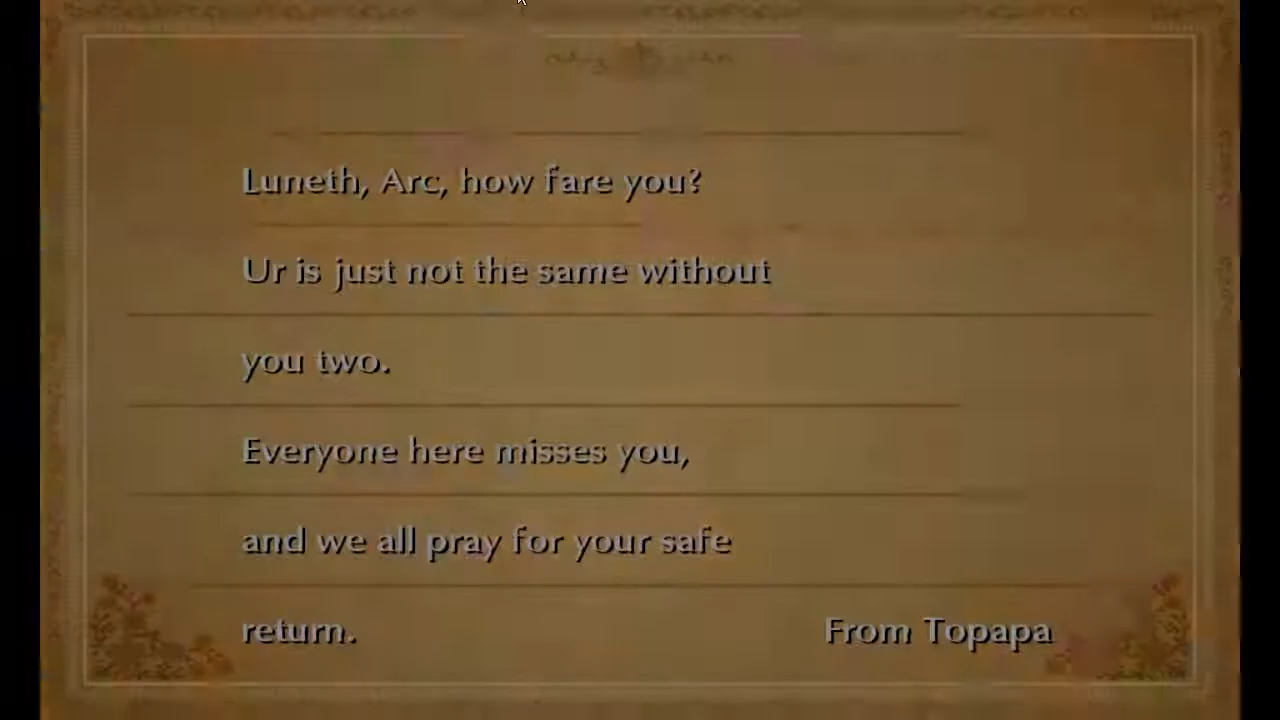 Luneth, Arc, how fare you?
Ur is just not the same without
you two.
Everyone here misses you,
and we all pray for your safe
return.
From Topapa